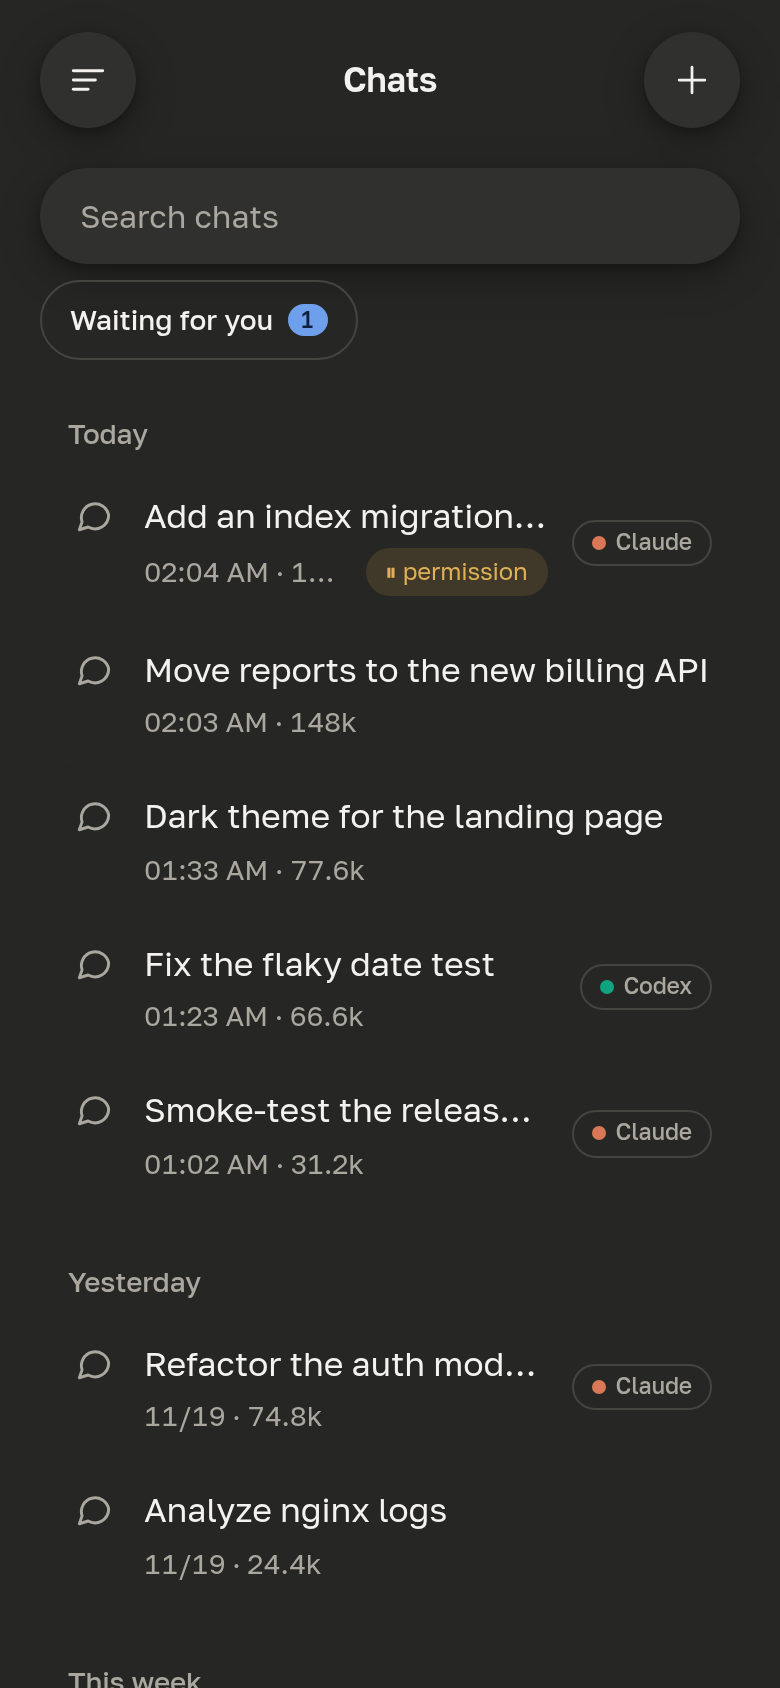 Chats
Search chats
Waiting for you 1
Today
Add an index migration...
02:04 AM · 1...
permission
Claude
Move reports to the new billing API
02:03 AM · 148k
Dark theme for the landing page
01:33 AM · 77.6k
Fix the flaky date test
01:23 AM · 66.6k
Codex
Smoke-test the releas...
01:02 AM · 31.2k
Claude
Yesterday
Refactor the auth mod...
11/19 · 74.8k
Claude
Analyze nginx logs
11/19 · 24.4k
This week